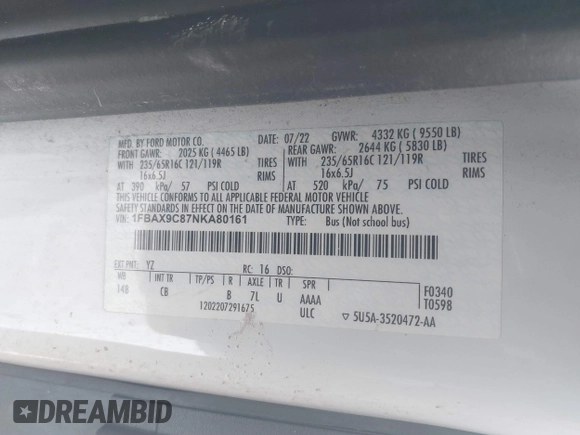 MFD. BY FORD MOTOR CO. 07/22 GVWR: 4332 KG ( 9550 LB)
FRONT GAWR: 2025 KG ( 4465 LB) REAR GAWR: 2644 KG ( 5830 LB)
WITH 235/65R16C 121/119R TIRES WITH 235/65R16C 121/119R TIRES
16x6.5J RIMS 16x6.5J RIMS
AT 390 kPa/ 57 PSI COLD AT 520 kPa/ 75 PSI COLD
THIS VEHICLE CONFORMS TO ALL APPLICABLE FEDERAL MOTOR VEHICLE
SAFETY STANDARDS IN EFFECT ON THE DATE OF MANUFACTURE SHOWN ABOVE.
VIN: 1FBAX9C87NKA80161 TYPE: Bus (Not school bus)
EXT PNT: YZ RC: 16 DSO:
WB INT TR TP/PS R AXLE TR SPR F0340
148 CB B 7L U AAAA T0598
1202207291675 ULC ▽ 5U5A-3520472-AA
DREAMBID